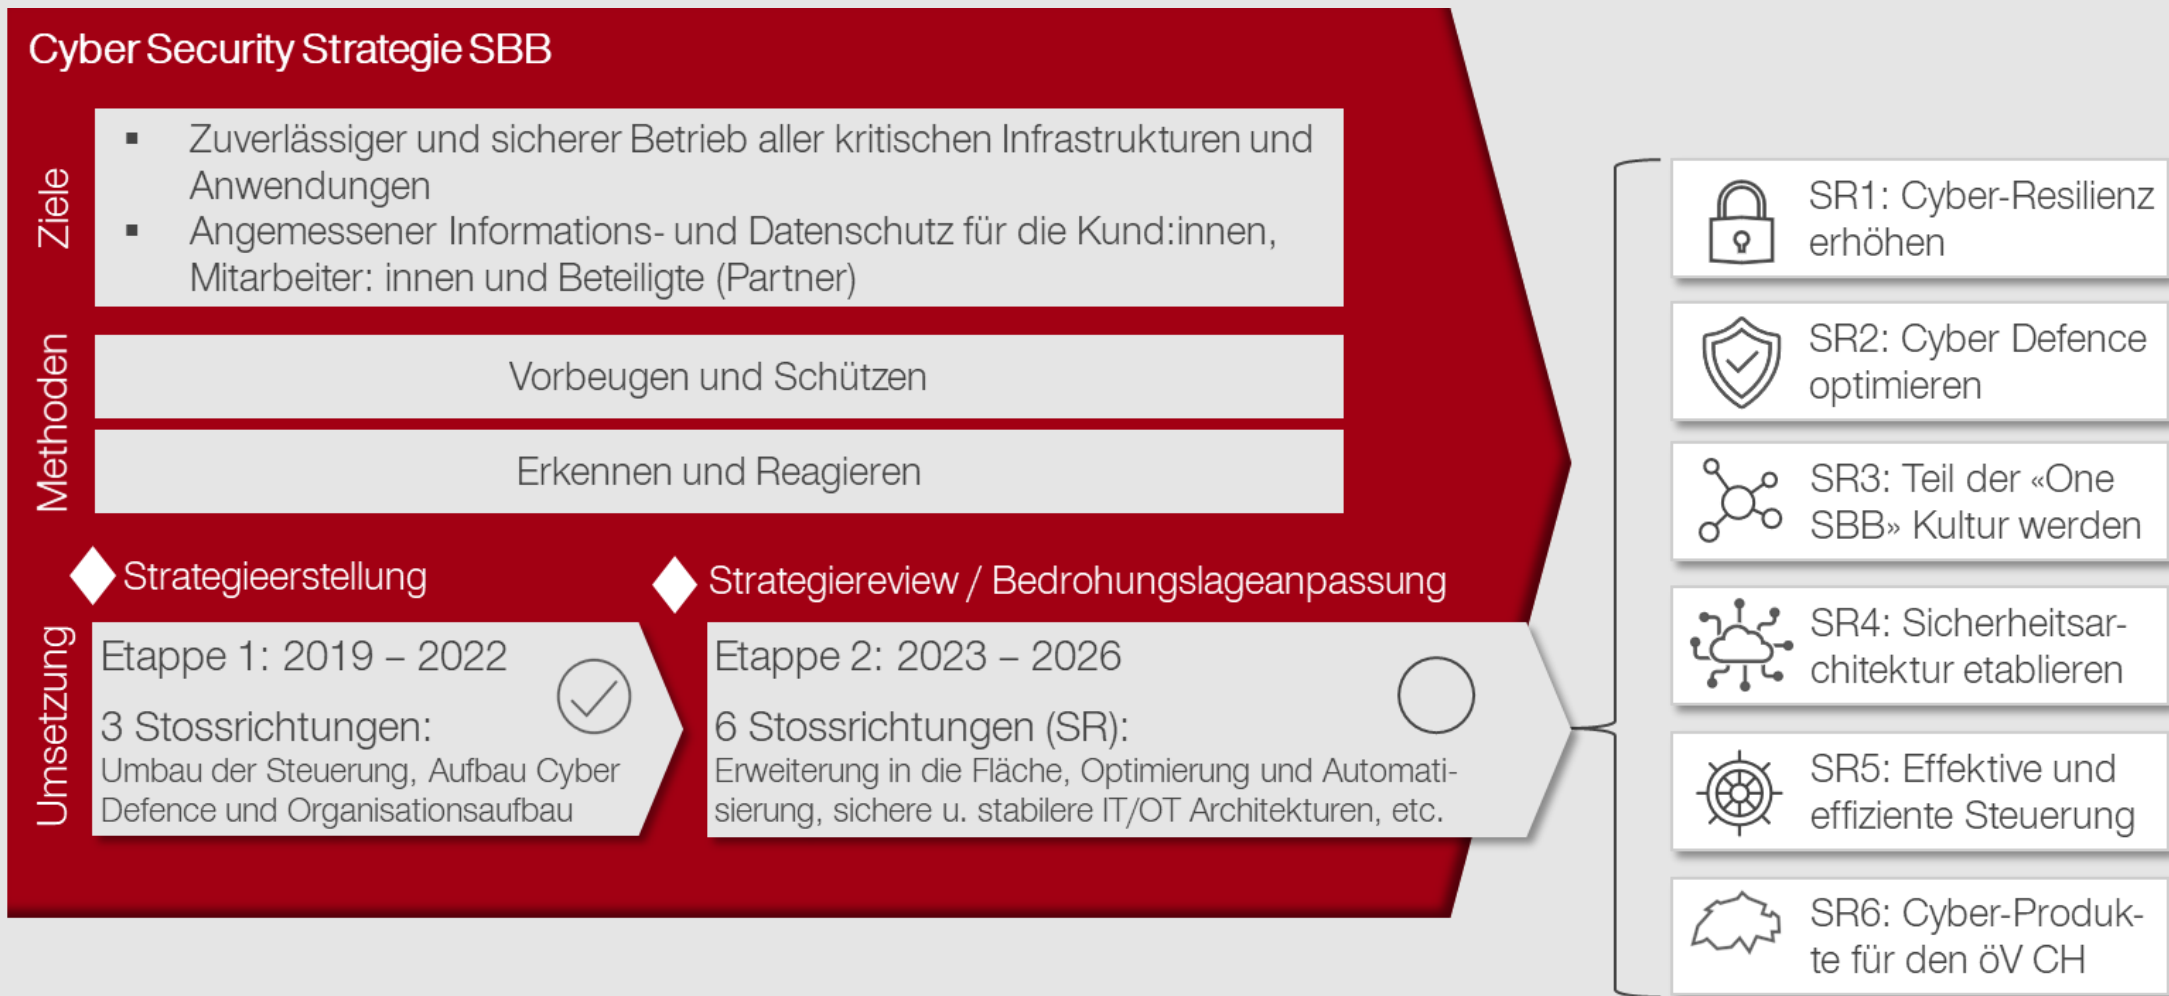 Cyber Security Strategie SBB
Ziele
▪ Zuverlässiger und sicherer Betrieb aller kritischen Infrastrukturen und
Anwendungen
▪ Angemessener Informations- und Datenschutz für die Kund:innen,
Mitarbeiter: innen und Beteiligte (Partner)
Methoden
Vorbeugen und Schützen
Erkennen und Reagieren
Strategieerstellung
Strategiereview / Bedrohungslageanpassung
Umsetzung
Etappe 1: 2019 – 2022
3 Stossrichtungen:
Umbau der Steuerung, Aufbau Cyber
Defence und Organisationsaufbau
Etappe 2: 2023 – 2026
6 Stossrichtungen (SR):
Erweiterung in die Fläche, Optimierung und Automati-
sierung, sichere u. stabilere IT/OT Architekturen, etc.
SR1: Cyber-Resilienz
erhöhen
SR2: Cyber Defence
optimieren
SR3: Teil der «One
SBB» Kultur werden
SR4: Sicherheitsar-
chitektur etablieren
SR5: Effektive und
effiziente Steuerung
SR6: Cyber-Produk-
te für den öV CH